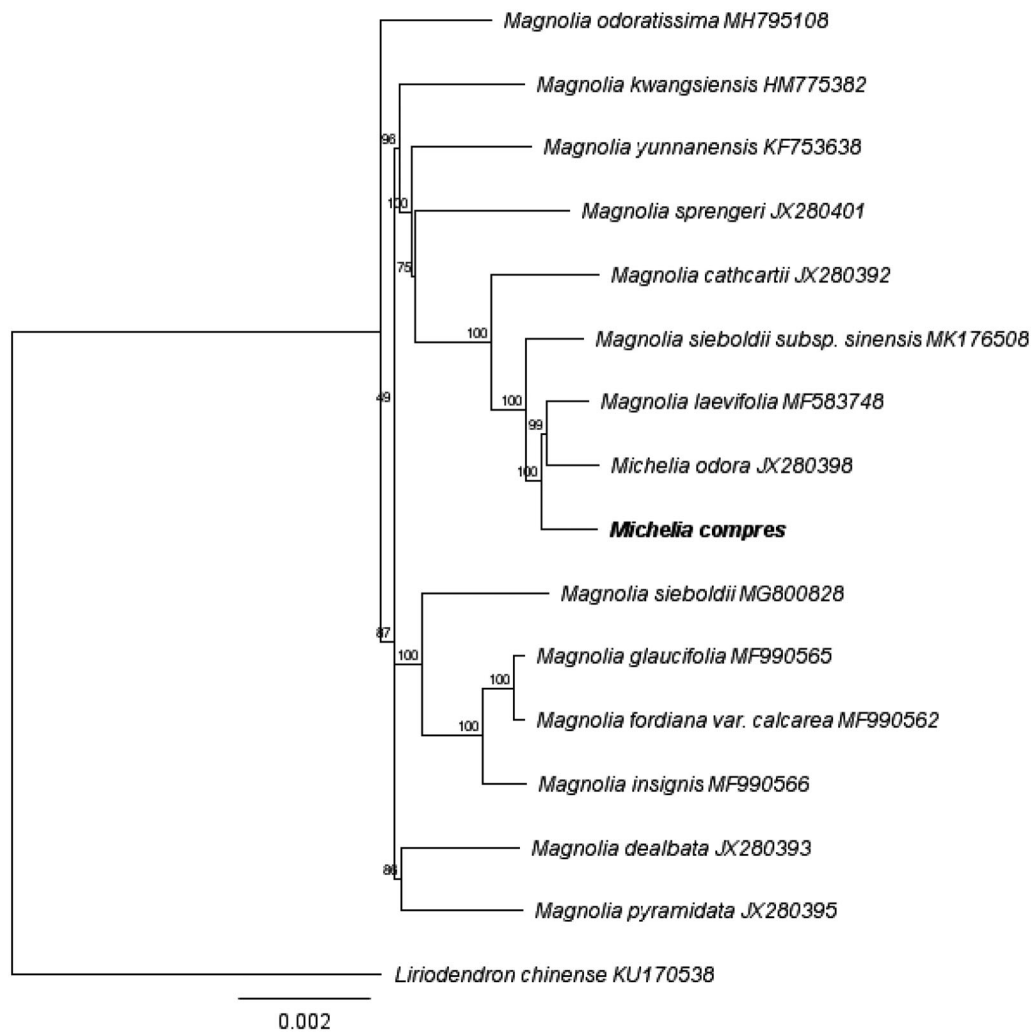 Magnolia odoratissima MH795108
Magnolia kwangsiensis HM775382
96
Magnolia yunnanensis KF753638
100
Magnolia sprengeri JX280401
75
Magnolia cathcartii JX280392
100
Magnolia sieboldii subsp. sinensis MK176508
100
Magnolia laevifolia MF583748
49
99
Michelia odora JX280398
100
Michelia compres
Magnolia sieboldii MG800828
87
100
Magnolia glaucifolia MF990565
100
Magnolia fordiana var. calcarea MF990562
100
Magnolia insignis MF990566
Magnolia dealbata JX280393
86
Magnolia pyramidata JX280395
Liriodendron chinense KU170538
0.002